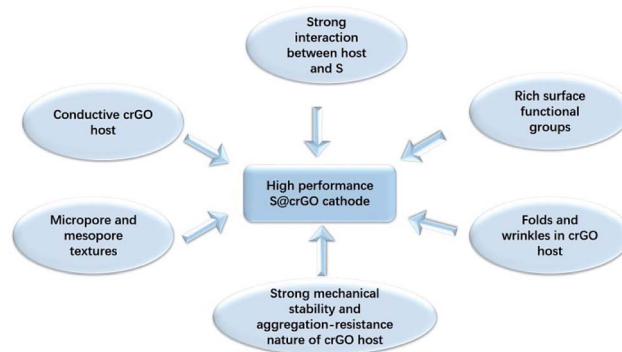 Strong
interaction
between host
and S
Conductive crGO
host
Rich surface
functional
groups
High performance
S@crGO cathode
Micropore and
mesopore
textures
Folds and
wrinkles in crGO
host
Strong mechanical
stability and
aggregation-resistance
nature of crGO host